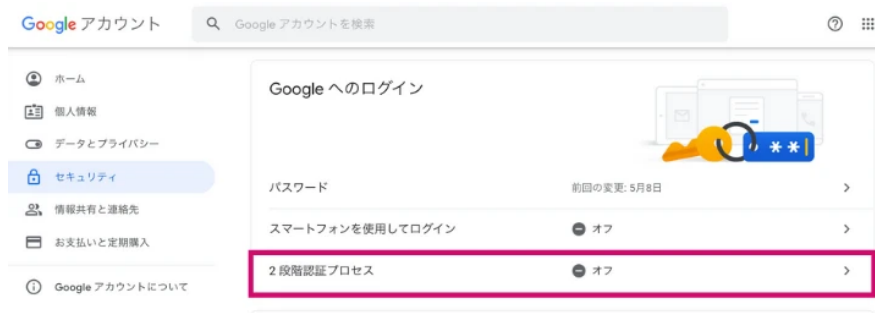 Google アカウント
Google アカウントを検索
ホーム
個人情報
データとプライバシー
セキュリティ
情報共有と連絡先
お支払いと定期購入
Google アカウントについて
Google へのログイン
**
パスワード 前回の変更: 5月8日
スマートフォンを使用してログイン オフ
2 段階認証プロセス オフ